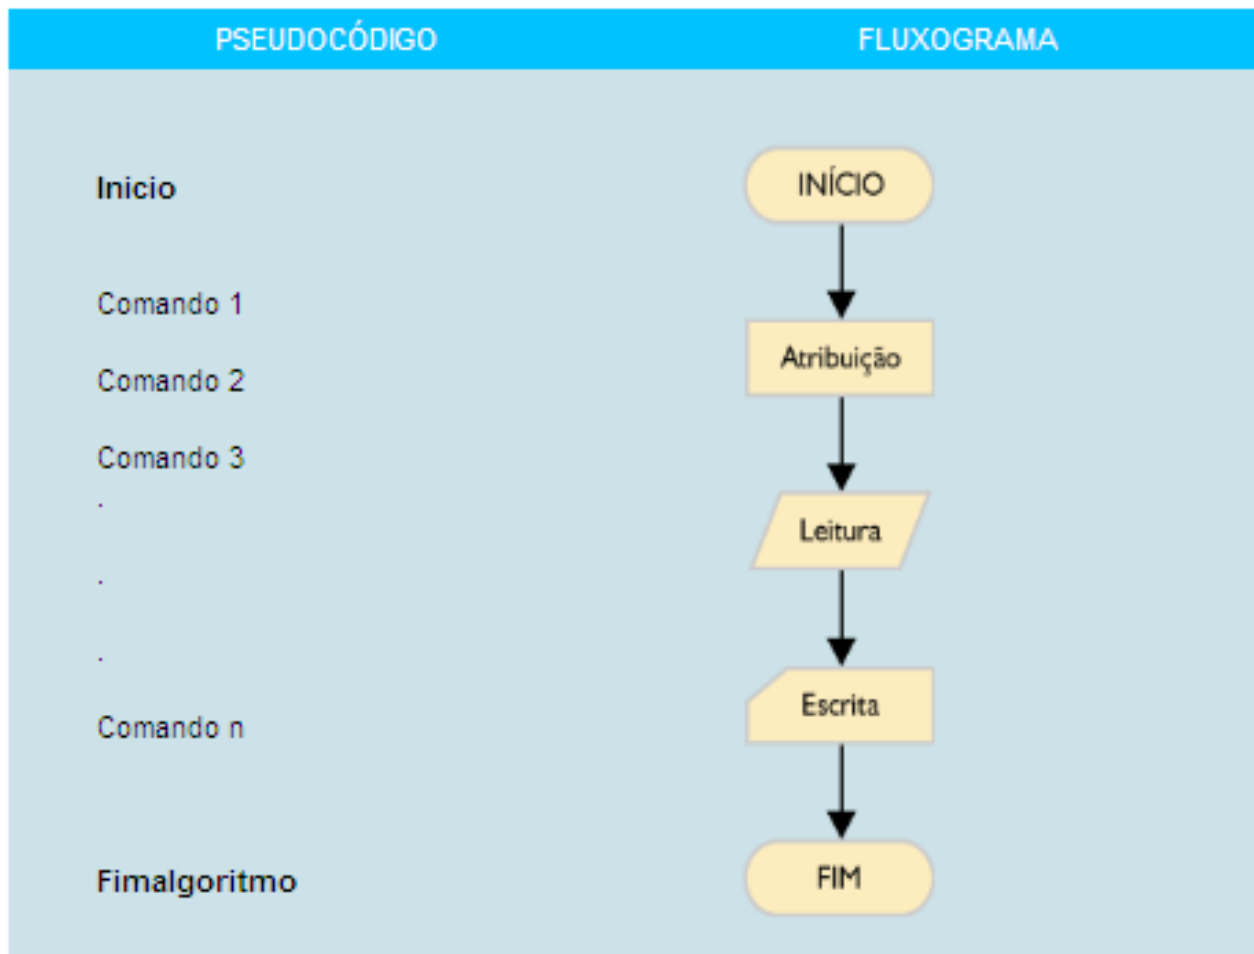 PSEUDOCÓDIGO
FLUXOGRAMA
Inicio
Comando 1
Comando 2
Comando 3
.
.
.
Comando n
Fimalgoritmo
INÍCIO
Atribuição
Leitura
Escrita
FIM